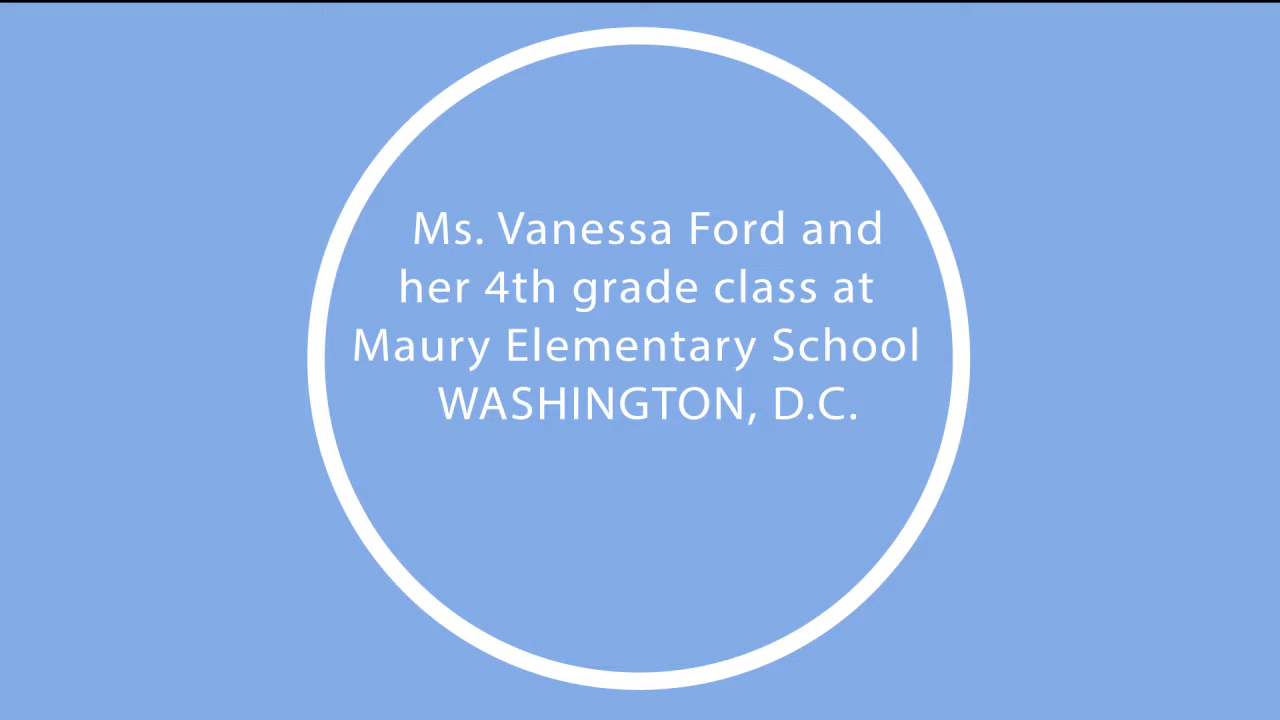 Ms. Vanessa Ford and
her 4th grade class at
Maury Elementary School
WASHINGTON, D.C.